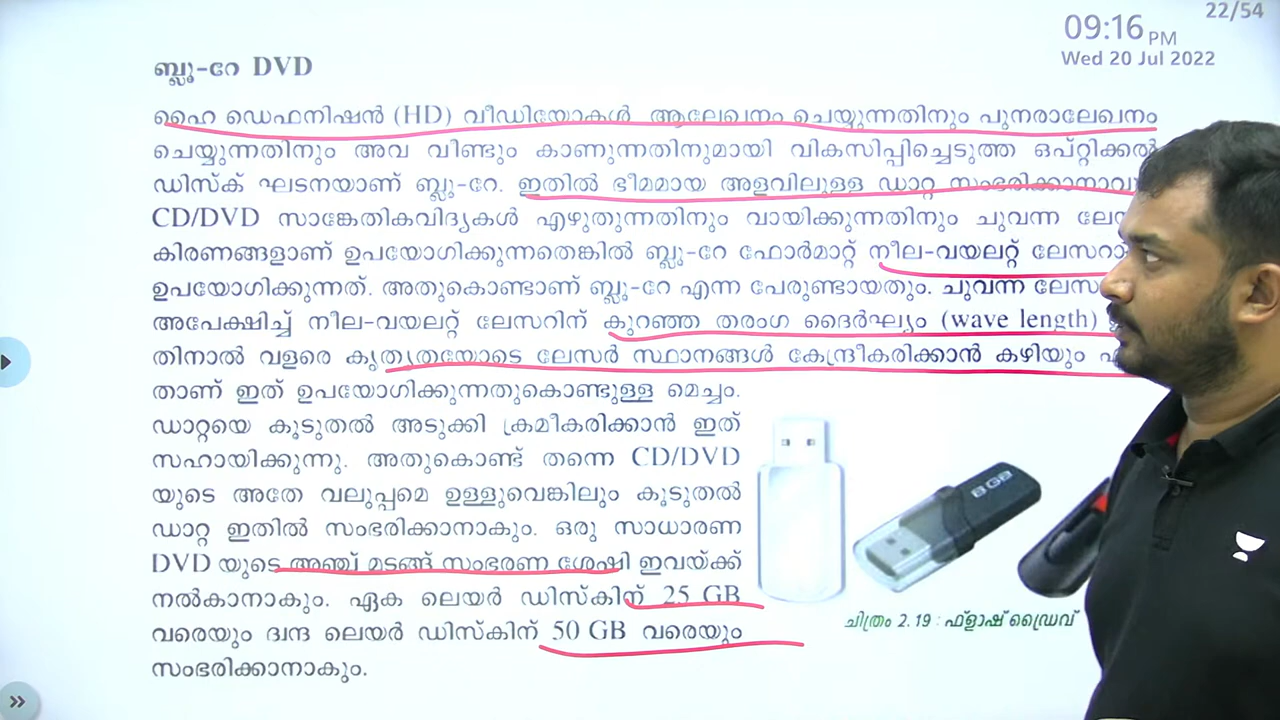 22/54
09:16 PM
Wed 20 Jul 2022
ബ്ലൂ-റേ DVD
ഹൈ ഡെഫനിഷൻ (HD) വീഡിയോകൾ ആലേഖനം ചെയ്യുന്നതിനും പുനരാലേഖനം
ചെയ്യുന്നതിനും അവ വീണ്ടും കാണുന്നതിനുമായി വികസിപ്പിച്ചെടുത്ത ഒപ്റ്റിക്കൽ
ഡിസ്ക് ഘടനയാണ് ബ്ലൂ-റേ. ഇതിൽ ഭീമമായ അളവിലുള്ള ഡാറ്റ
CD/DVD സാങ്കേതികവിദ്യകൾ എഴുതുന്നതിനും വായിക്കുന്നതിനും ചുവന്ന
കിരണങ്ങളാണ് ഉപയോഗിക്കുന്നതെങ്കിൽ ബ്ലൂ-റേ ഫോർമാറ്റ് നീല-വയലറ്റ്
ഉപയോഗിക്കുന്നത്. അതുകൊണ്ടാണ് ബ്ലൂ-റേ എന്ന പേരുണ്ടായതും. ചുവന്ന
അപേക്ഷിച്ച് നീല-വയലറ്റ് ലേസറിന് കുറഞ്ഞ തരംഗ ദൈർഘ്യം (wave length)
തിനാൽ വളരെ കൃത്യതയോടെ ലേസർ സ്ഥാനങ്ങൾ കേന്ദ്രീകരിക്കാൻ കഴിയും
താണ് ഇത് ഉപയോഗിക്കുന്നതുകൊണ്ടുള്ള മെച്ചം.
ഡാറ്റയെ കൂടുതൽ അടുക്കി ക്രമീകരിക്കാൻ ഇത്
സഹായിക്കുന്നു. അതുകൊണ്ട് തന്നെ CD/DVD
യുടെ അതേ വലുപ്പമെ ഉള്ളുവെങ്കിലും കൂടുതൽ
ഡാറ്റ ഇതിൽ സംഭരിക്കാനാകും. ഒരു സാധാരണ
DVD യുടെ അഞ്ച് മടങ്ങ് സംഭരണ ശേഷി ഇവയ്ക്ക്
നൽകാനാകും. ഏക ലെയർ ഡിസ്കിന് 25 GB
വരെയും ദ്വന്ദ ലെയർ ഡിസ്കിന് 50 GB വരെയും
സംഭരിക്കാനാകും.
8 GB
ചിത്രം 2.19 : ഫ്ളാഷ് ഡ്രൈവ്